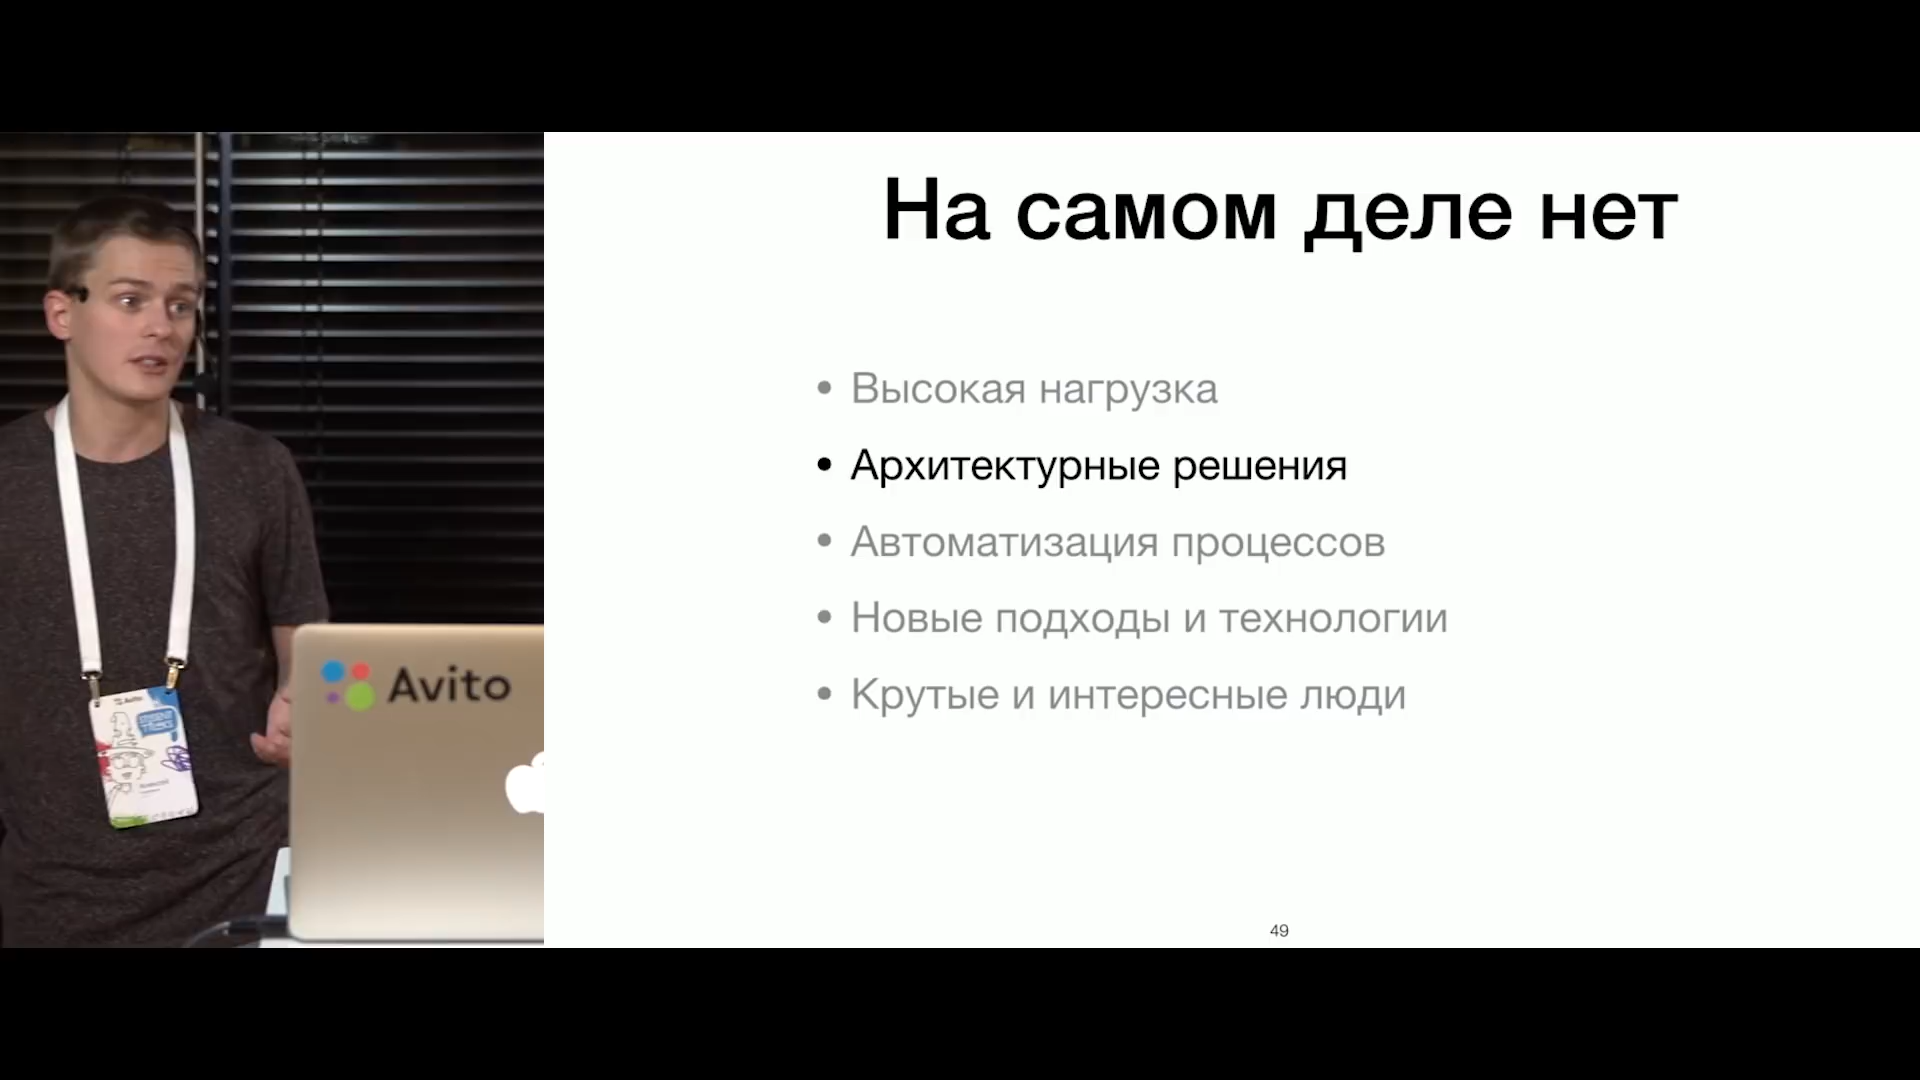 На самом деле нет
• Высокая нагрузка
• Архитектурные решения
• Автоматизация процессов
• Новые подходы и технологии
• Крутые и интересные люди
49
Avito